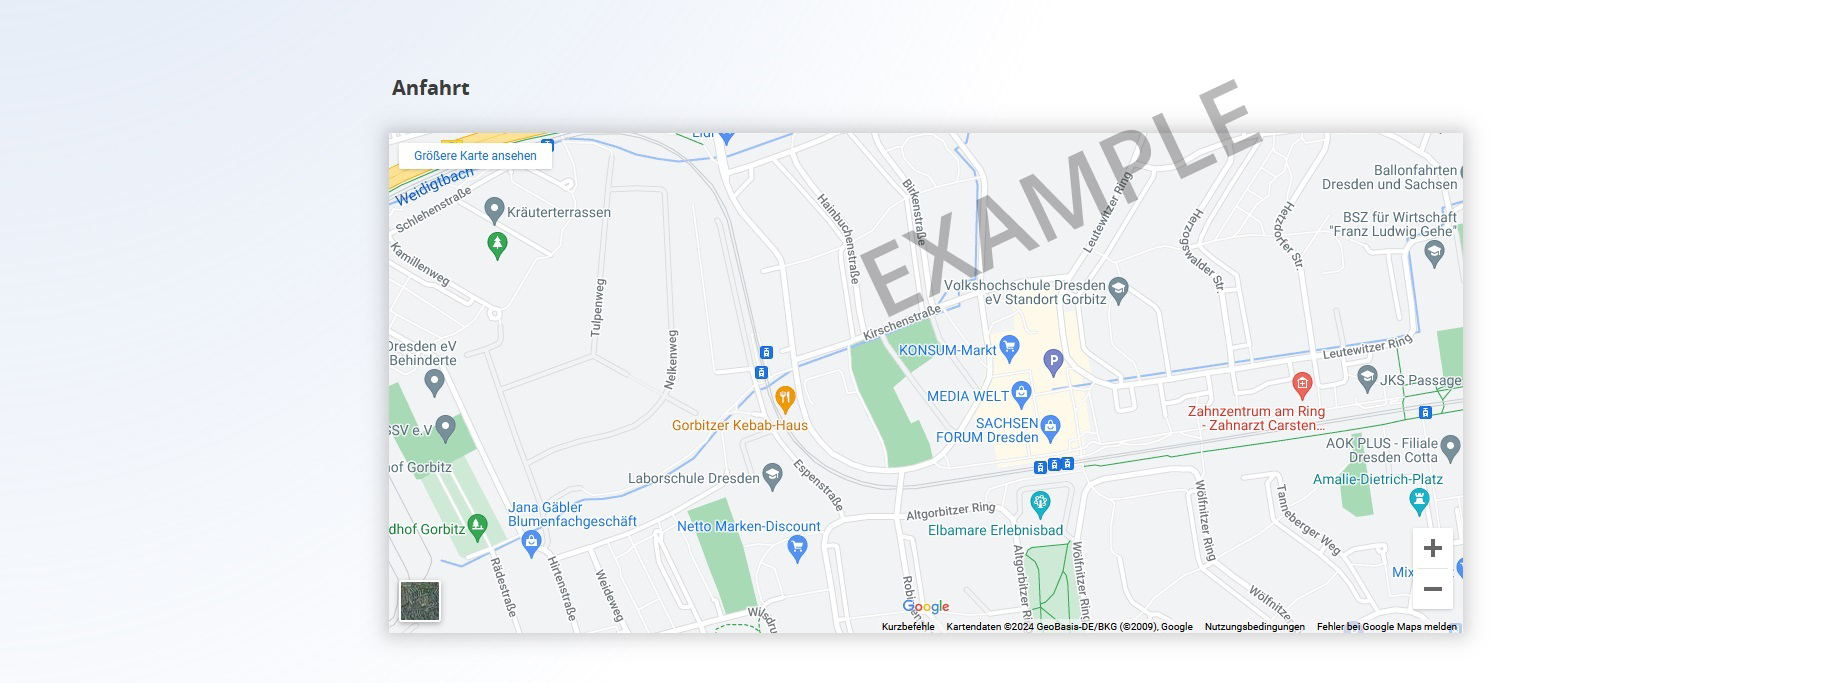 Anfahrt
EXAMPLE
Größere Karte ansehen
Weidigtbach
Schlehenstraße
Kräuterterrassen
Kamillenweg
Tulpenweg
Nelkenweg
Hainbuchenstraße
Birkenstraße
Leutewitzer Ring
Herzogswalder Str.
Ballonfahrten
Dresden und Sachsen
BSZ für Wirtschaft
"Franz Ludwig Gehe"
Volkshochschule Dresden
eV Standort Gorbitz
Kirschenstraße
KONSUM-Markt
P
Leutewitzer Ring
Dresden eV
Behinderte
JKS Passage
MEDIA WELT
Zahnzentrum am Ring
- Zahnarzt Carsten...
Gorbitzer Kebab-Haus
SACHSEN
FORUM Dresden
SSV e.V
AOK PLUS - Filiale
Dresden Cotta
hof Gorbitz
Laborschule Dresden
Espenstraße
Amalie-Dietrich-Platz
Jana Gäbler
Blumenfachgeschäft
Netto Marken-Discount
Altgorbitzer Ring
Elbamare Erlebnisbad
Wölfnitzer Ring
Tanneberger Weg
dhof Gorbitz
Rädestraße
Hirtenstraße
Weideweg
Altgorbitzer Ring
Wölfnitzer Ring
Wölfnitze
Mix
Google
Kurzbefehle
Kartendaten ©2024 GeoBasis-DE/BKG (©2009), Google
Nutzungsbedingungen
Fehler bei Google Maps melden